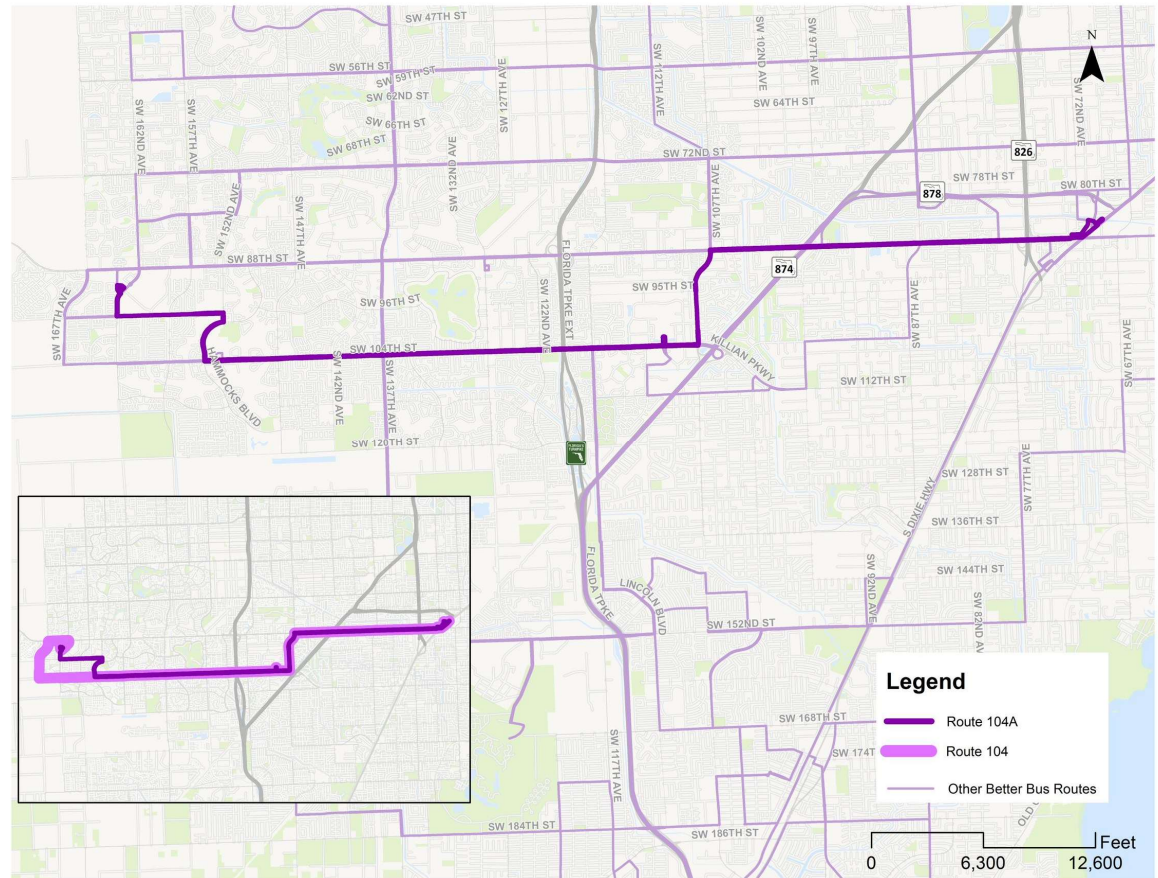 SW 47TH ST
N
SW 56TH ST
SW 59TH ST
SW 62ND ST
SW 66TH ST
SW 68TH ST
SW 162ND AVE
SW 157TH AVE
SW 127TH AVE
SW 132ND AVE
SW 112TH AVE
SW 102ND AVE
SW 97TH AVE
SW 64TH ST
SW 72ND AVE
SW 72ND ST
826
SW 78TH ST
SW 80TH ST
878
SW 152ND AVE
SW 147TH AVE
SW 107TH AVE
SW 88TH ST
874
FLORIDA TPKE EXT
SW 95TH ST
SW 96TH ST
SW 167TH AVE
SW 122ND AVE
SW 87TH AVE
SW 104TH ST
KILLIAN PKWY
SW 67TH AVE
HAMMOCKS BLVD
SW 142ND AVE
SW 137TH AVE
SW 112TH ST
SW 120TH ST
SW 128TH ST
SW 77TH AVE
S DIXIE HWY
SW 136TH ST
SW 144TH ST
FLORIDA TPKE
LINCOLN BLVD
SW 92ND AVE
SW 82ND AVE
SW 152ND ST
SW 168TH ST
SW 174T
SW 117TH AVE
SW 184TH ST
SW 186TH ST
Legend
Route 104A
Route 104
Other Better Bus Routes
Feet
0 6,300 12,600